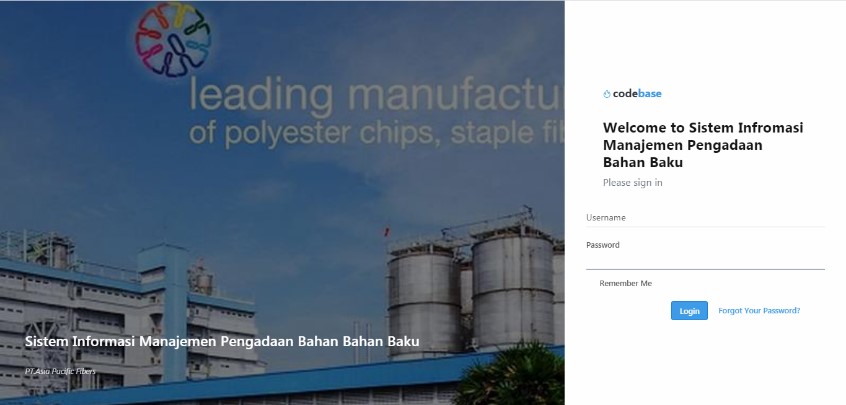 leading manufactu
of polyester chips, staple fi
Sistem Informasi Manajemen Pengadaan Bahan Bahan Baku
PT.Asia Pacific Fibers
codebase
Welcome to Sistem Infromasi
Manajemen Pengadaan
Bahan Baku
Please sign in
Username
Password
Remember Me
Login
Forgot Your Password?